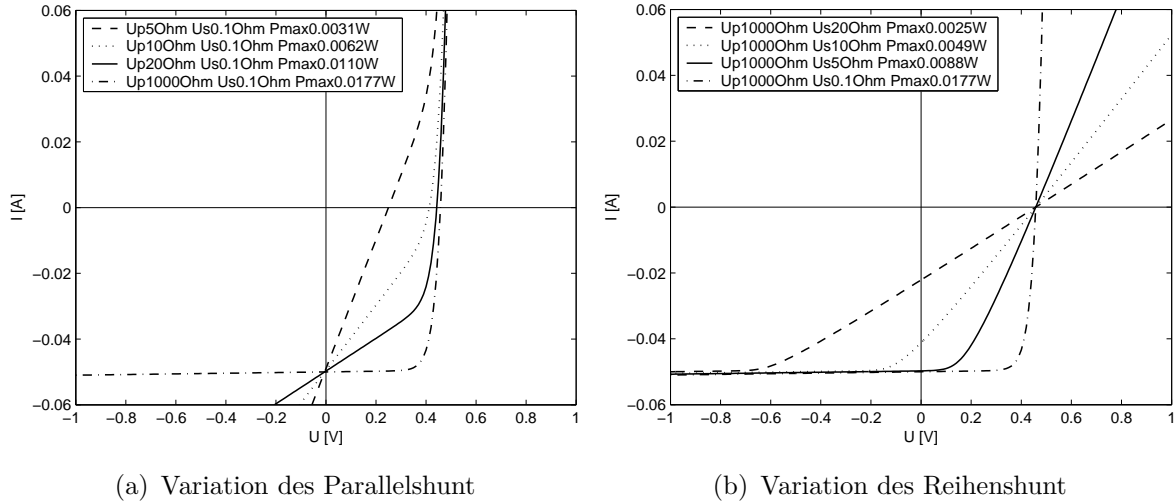 Up5Ohm Us0.1Ohm Pmax0.0031W
Up10Ohm Us0.1Ohm Pmax0.0062W
Up20Ohm Us0.1Ohm Pmax0.0110W
Up1000Ohm Us0.1Ohm Pmax0.0177W
0.06
0.04
0.02
0
−0.02
−0.04
−0.06
I [A]
−1 −0.8 −0.6 −0.4 −0.2 0 0.2 0.4 0.6 0.8 1
U [V]
(a) Variation des Parallelshunt
Up1000Ohm Us20Ohm Pmax0.0025W
Up1000Ohm Us10Ohm Pmax0.0049W
Up1000Ohm Us5Ohm Pmax0.0088W
Up1000Ohm Us0.1Ohm Pmax0.0177W
0.06
0.04
0.02
0
−0.02
−0.04
−0.06
I [A]
−1 −0.8 −0.6 −0.4 −0.2 0 0.2 0.4 0.6 0.8 1
U [V]
(b) Variation des Reihenshunt